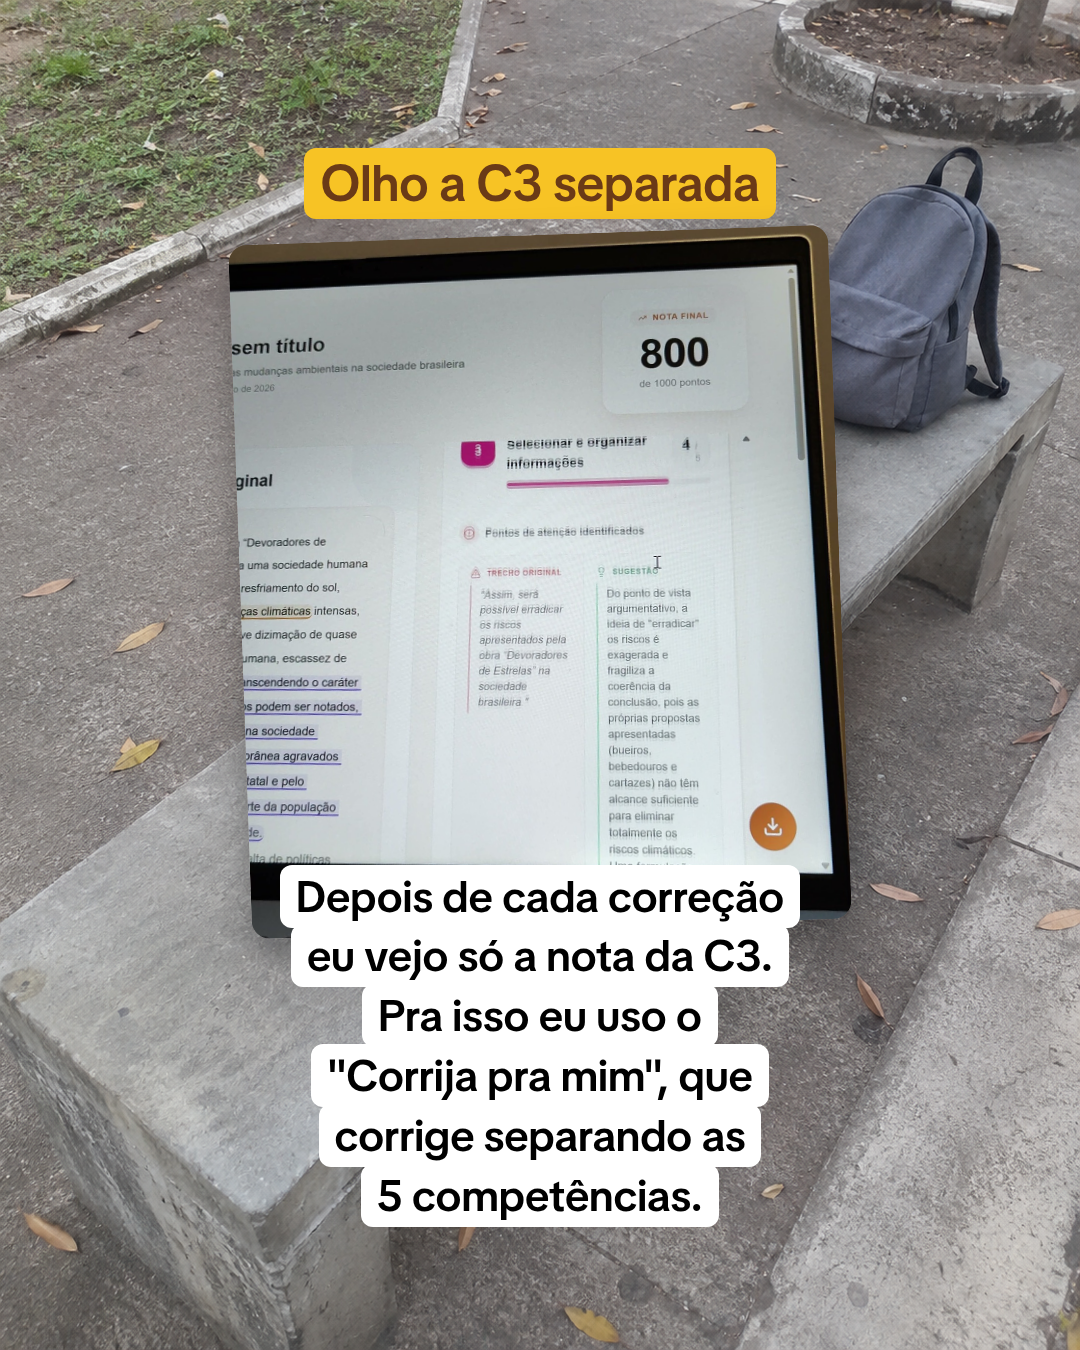 Olho a C3 separada
NOTA FINAL
800
de 1000 pontos
sem título
as mudanças ambientais na sociedade brasileira
o de 2026
3
Selecionar e organizar
informações
4
Pontos de atenção identificados
ginal
"Devoradores de
a uma sociedade humana
resfriamento do sol,
ças climáticas intensas,
ve dizimação de quase
umana, escassez de
anscendendo o caráter
os podem ser notados,
na sociedade
orânea agravados
tatal e pelo
rte da população
de.
alta de políticas
TRECHO ORIGINAL
"Assim, será
possível erradicar
os riscos
apresentados pela
obra "Devoradores
de Estrelas" na
sociedade
brasileira."
SUGESTÃO
Do ponto de vista
argumentativo, a
ideia de "erradicar"
os riscos é
exagerada e
fragiliza a
coerência da
conclusão, pois as
próprias propostas
apresentadas
(bueiros,
bebedouros e
cartazes) não têm
alcance suficiente
para eliminar
totalmente os
riscos climáticos.
Depois de cada correção
eu vejo só a nota da C3.
Pra isso eu uso o
"Corrija pra mim", que
corrige separando as
5 competências.